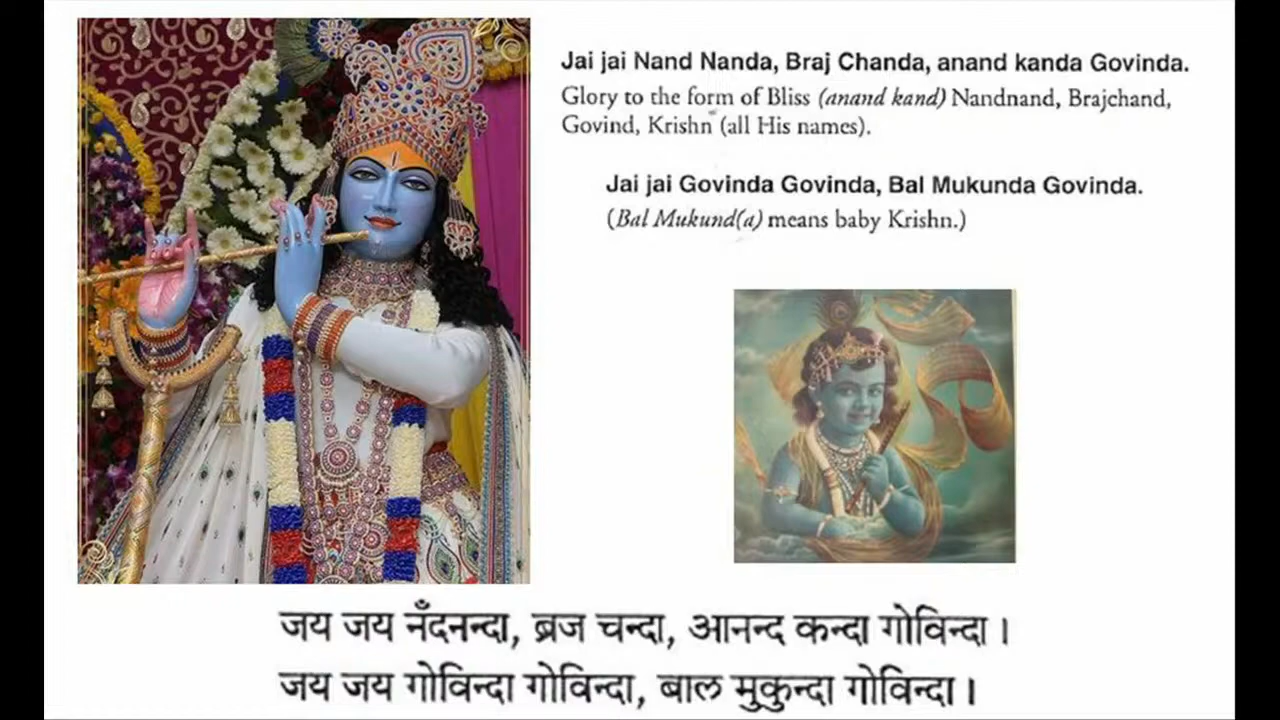 Jai jai Nand Nanda, Braj Chanda, anand kanda Govinda.
Glory to the form of Bliss (anand kand) Nandnand, Brajchand,
Govind, Krishn (all His names).
Jai jai Govinda Govinda, Bal Mukunda Govinda.
(Bal Mukund(a) means baby Krishn.)
जय जय नँदनन्दा, ब्रज चन्दा, आनन्द कन्दा गोविन्दा।
जय जय गोविन्दा गोविन्दा, बाल मुकुन्दा गोविन्दा।